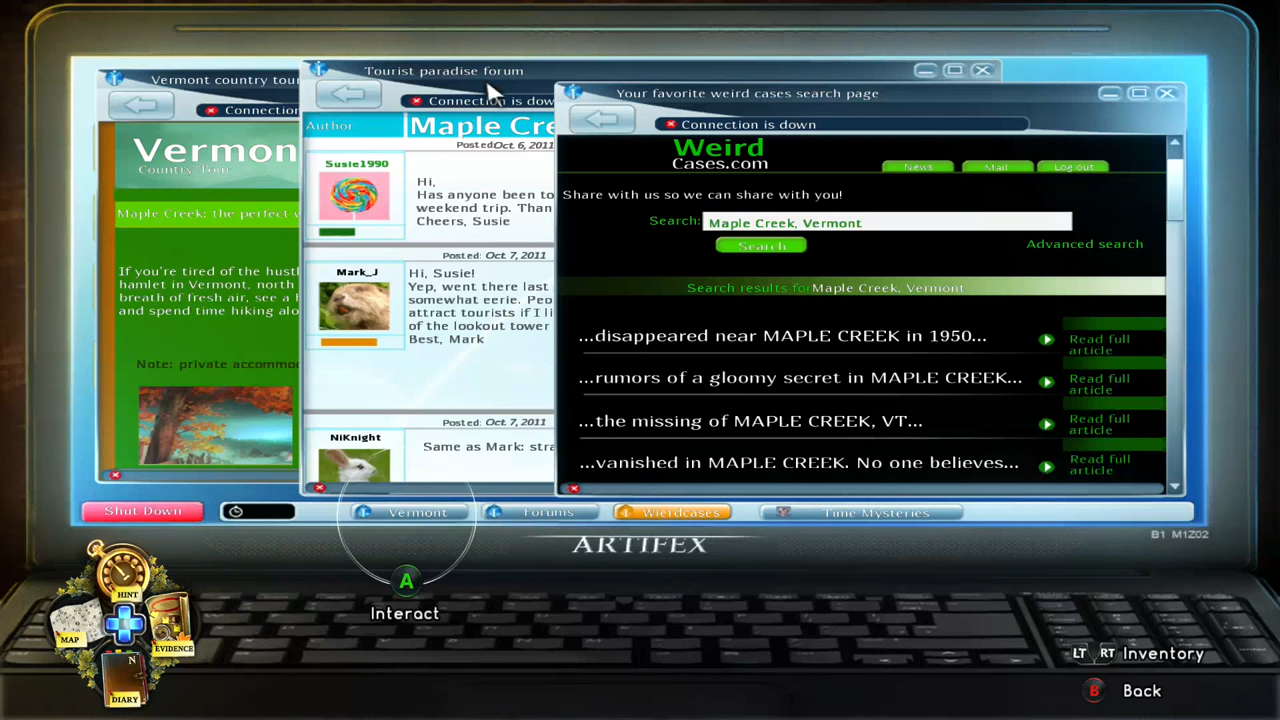 Vermont country tour
Connection
Vermon
Country Tour
Maple Creek: the perfect w
If you're tired of the hustl
hamlet in Vermont, north
breath of fresh air, see a h
and spend time hiking alo
Note: private accommo
Tourist paradise forum
Connection is dow
Author
Maple Cre
Posted: Oct. 6, 2011
Susie1990
Hi,
Has anyone been to
weekend trip. Than
Cheers, Susie
Posted: Oct. 7, 2011
Mark_J
Hi, Susie!
Yep, went there last
somewhat eerie. Peo
attract tourists if I li
of the lookout tower
Best, Mark
Posted: Oct. 7, 2011
NiKnight
Same as Mark: stra
Your favorite weird cases search page
Connection is down
Weird
Cases.com
News
Mail
Log out
Share with us so we can share with you!
Search: Maple Creek, Vermont
Search
Advanced search
Search results for Maple Creek, Vermont
...disappeared near MAPLE CREEK in 1950...
Read full
article
...rumors of a gloomy secret in MAPLE CREEK...
Read full
article
...the missing of MAPLE CREEK, VT...
Read full
article
...vanished in MAPLE CREEK. No one believes...
Read full
article
Shut Down
Vermont
Forums
Wierdcases
Time Mysteries
ARTIFEX
B1 M1Z02
HINT
MAP
EVIDENCE
N
DIARY
A
Interact
LT RT Inventory
B Back